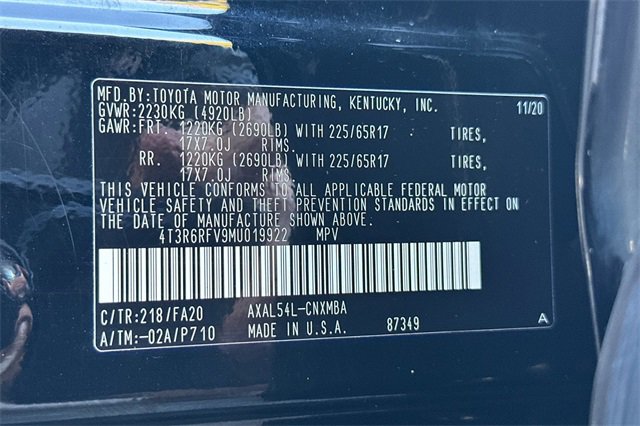 MFD.BY:TOYOTA MOTOR MANUFACTURING, KENTUCKY, INC. 11/20
GVWR:2230KG (4920LB)
GAWR:FRT. 1220KG (2690LB) WITH 225/65R17 TIRES,
17X7.0J RIMS.
RR. 1220KG (2690LB) WITH 225/65R17 TIRES,
17X7.0J RIMS.
THIS VEHICLE CONFORMS TO ALL APPLICABLE FEDERAL MOTOR
VEHICLE SAFETY AND THEFT PREVENTION STANDARDS IN EFFECT ON
THE DATE OF MANUFACTURE SHOWN ABOVE.
4T3R6RFV9MU019922 MPV
C/TR:218/FA20 AXAL54L-CNXMBA
A/TM:-02A/P710 MADE IN U.S.A. 87349 A